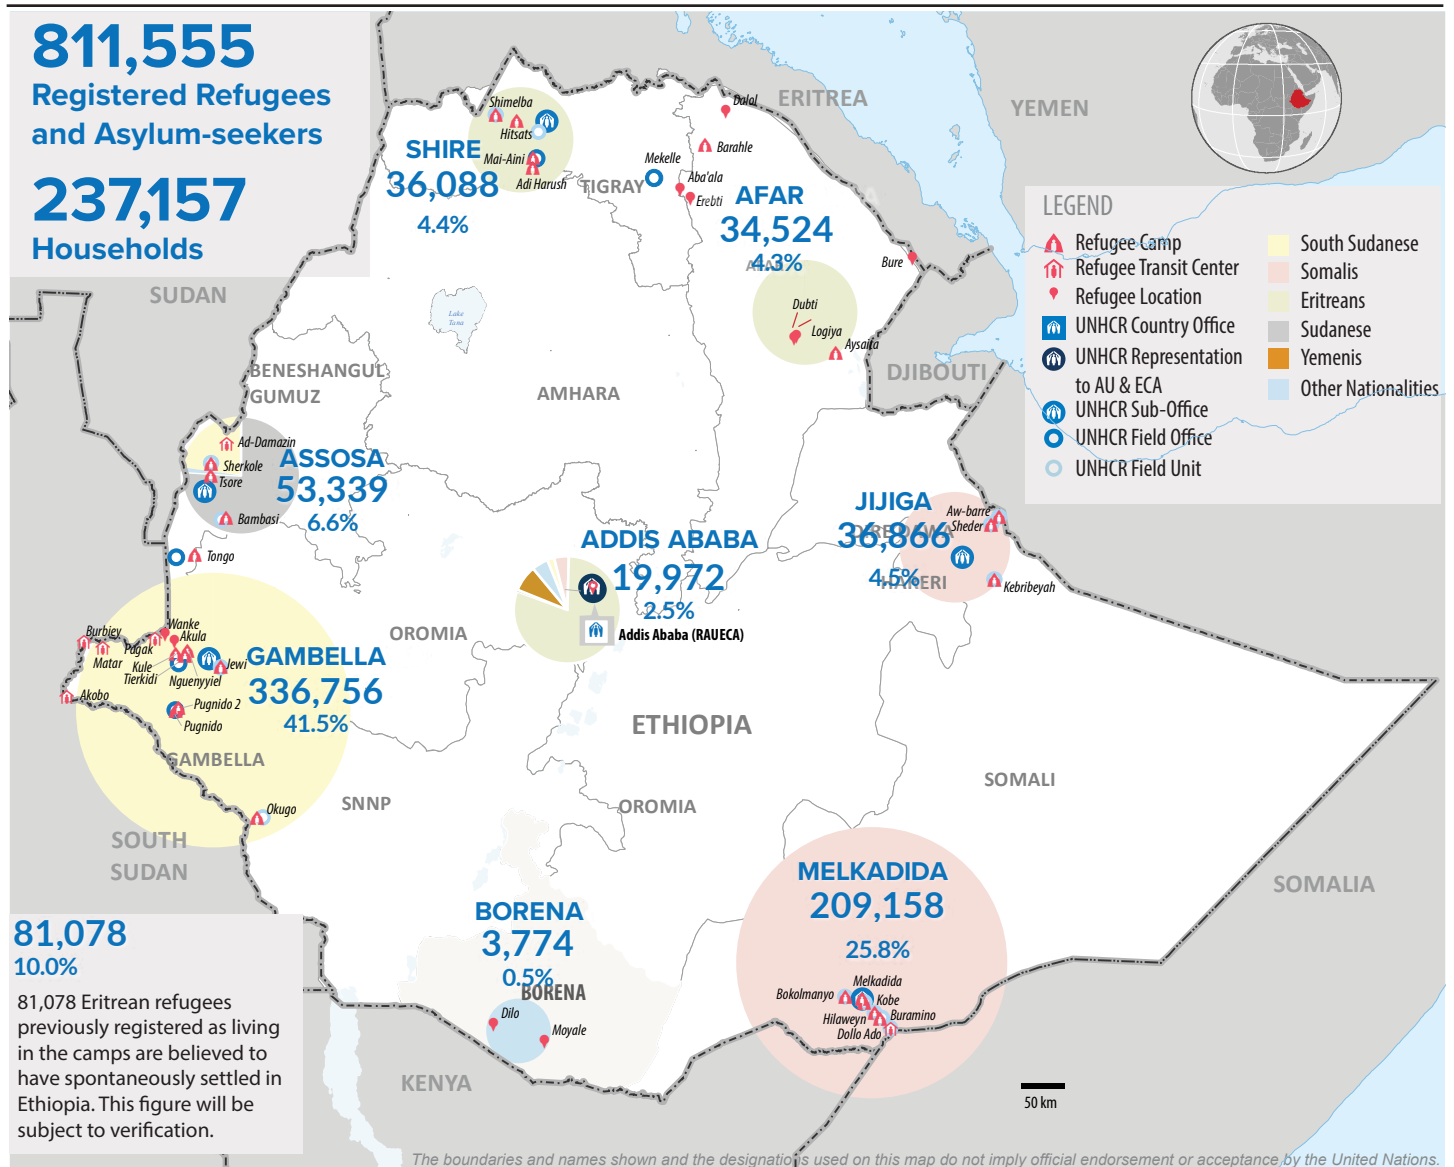 811,555
Registered Refugees
and Asylum-seekers
237,157
Households
SUDAN
ERITREA
YEMEN
Shimelba
Hitsats
SHIRE
36,088
4.4%
Mai-Aini
Adi Harush
TIGRAY
Mekelle
Dalol
Barahle
Aba'ala
Erebti
AFAR
34,524
4.3%
Bure
Dubti
Logiya
Aysaita
DJIBOUTI
LEGEND
Refugee Camp
Refugee Transit Center
Refugee Location
UNHCR Country Office
UNHCR Representation
to AU & ECA
UNHCR Sub-Office
UNHCR Field Office
UNHCR Field Unit
South Sudanese
Somalis
Eritreans
Sudanese
Yemenis
Other Nationalities
Lake
Tana
BENESHANGUL
GUMUZ
AMHARA
Ad-Damazin
Sherkole
Tsore
Bambasi
ASSOSA
53,339
6.6%
Tongo
JIJIGA
36,866
4.5%
DIRE DAWA
HARERI
Aw-barre
Sheder
Kebribeyah
ADDIS ABABA
19,972
2.5%
Addis Ababa (RAUECA)
OROMIA
Burbiey
Wanke
Akula
Pagak
Matar
Kule
Tierkidi
Nguenyyiel
Jewi
Akobo
Pugnido 2
Pugnido
GAMBELLA
336,756
41.5%
GAMBELLA
Okugo
SNNP
ETHIOPIA
OROMIA
SOMALI
SOUTH
SUDAN
SOMALIA
MELKADIDA
209,158
25.8%
Melkadida
Bokolmanyo
Kobe
Hilaweyn
Buramino
Dollo Ado
BORENA
3,774
0.5%
BORENA
Dilo
Moyale
KENYA
81,078
10.0%
81,078 Eritrean refugees
previously registered as living
in the camps are believed to
have spontaneously settled in
Ethiopia. This figure will be
subject to verification.
50 km
The boundaries and names shown and the designations used on this map do not imply official endorsement or acceptance by the United Nations.